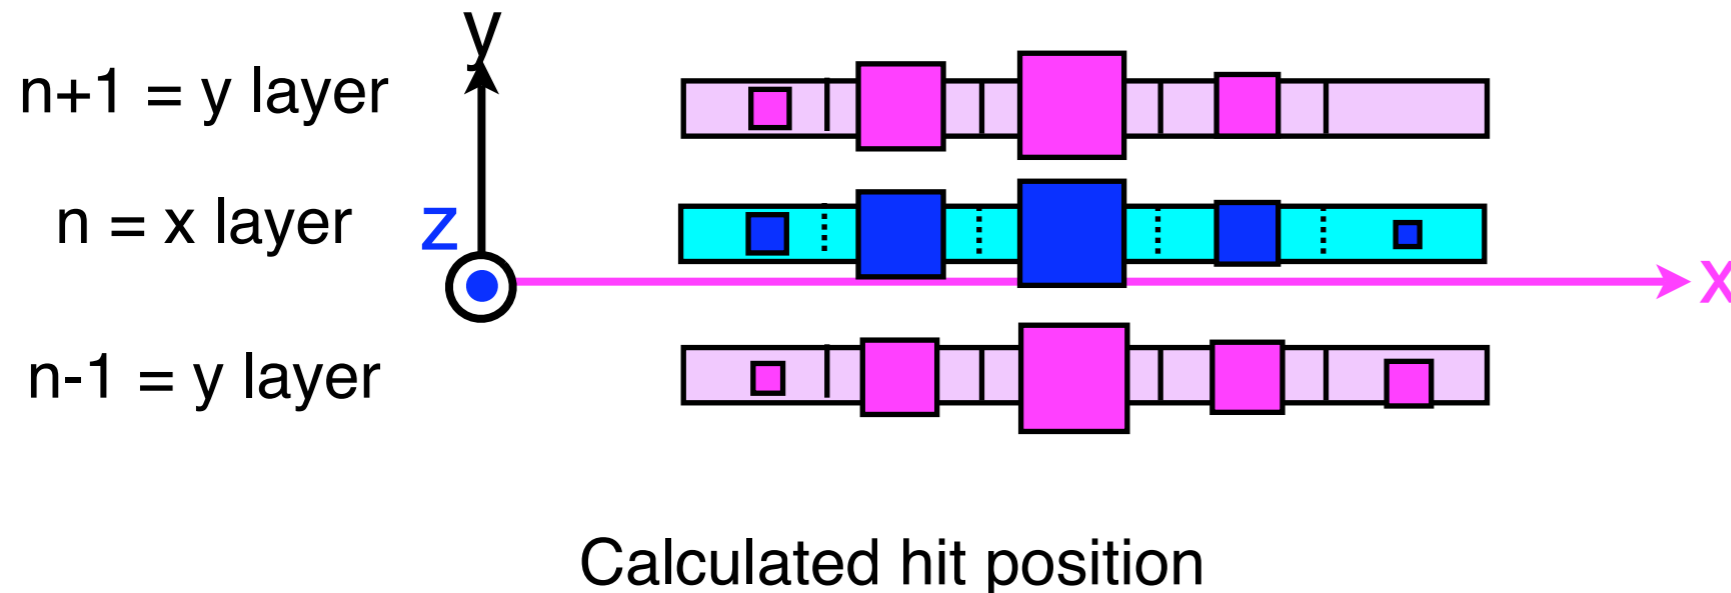 y
n+1 = y layer
n = x layer
z
x
n-1 = y layer
Calculated hit position